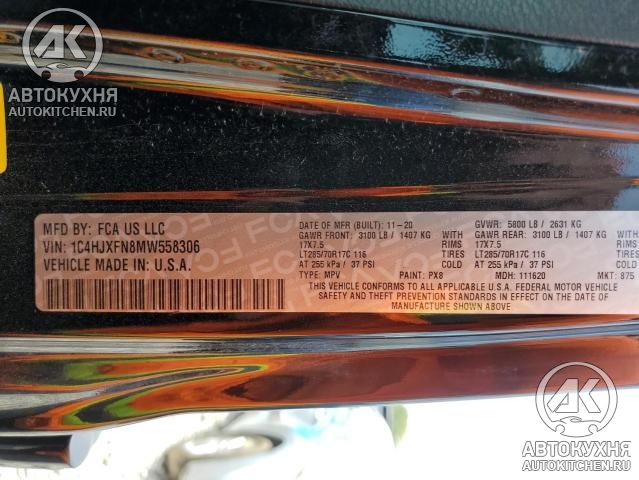 АК
АВТОКУХНЯ
AUTOKITCHEN.RU
MFD BY: FCA US LLC
VIN: 1C4HJXFN8MW558306
VEHICLE MADE IN: U.S.A.
DATE OF MFR (BUILT): 11-20
GVWR: 5800 LB / 2631 KG
GAWR FRONT: 3100 LB / 1407 KG WITH
GAWR REAR: 3100 LB / 1407 KG WITH
17X7.5 RIMS 17X7.5 RIMS
LT285/70R17C 116 TIRES LT285/70R17C 116 TIRES
AT 255 kPa / 37 PSI COLD AT 255 kPa / 37 PSI COLD
TYPE: MPV PAINT: PX8 MDH: 111620 MKT: 875
THIS VEHICLE CONFORMS TO ALL APPLICABLE U.S.A. FEDERAL MOTOR VEHICLE
SAFETY AND THEFT PREVENTION STANDARDS IN EFFECT ON THE DATE OF
MANUFACTURE SHOWN ABOVE.
АК
АВТОКУХНЯ
AUTOKITCHEN.RU